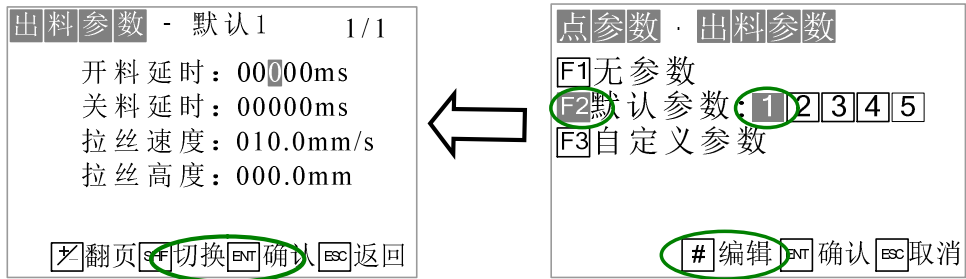 出料参数 - 默认1 1/1
开料延时: 00000ms
关料延时: 00000ms
拉丝速度: 010.0mm/s
拉丝高度: 000.0mm
+/- 翻页 SHF 切换 ENT 确认 ESC 返回
点参数 · 出料参数
F1 无参数
F2 默认参数: 1 2 3 4 5
F3 自定义参数
# 编辑 ENT 确认 ESC 取消